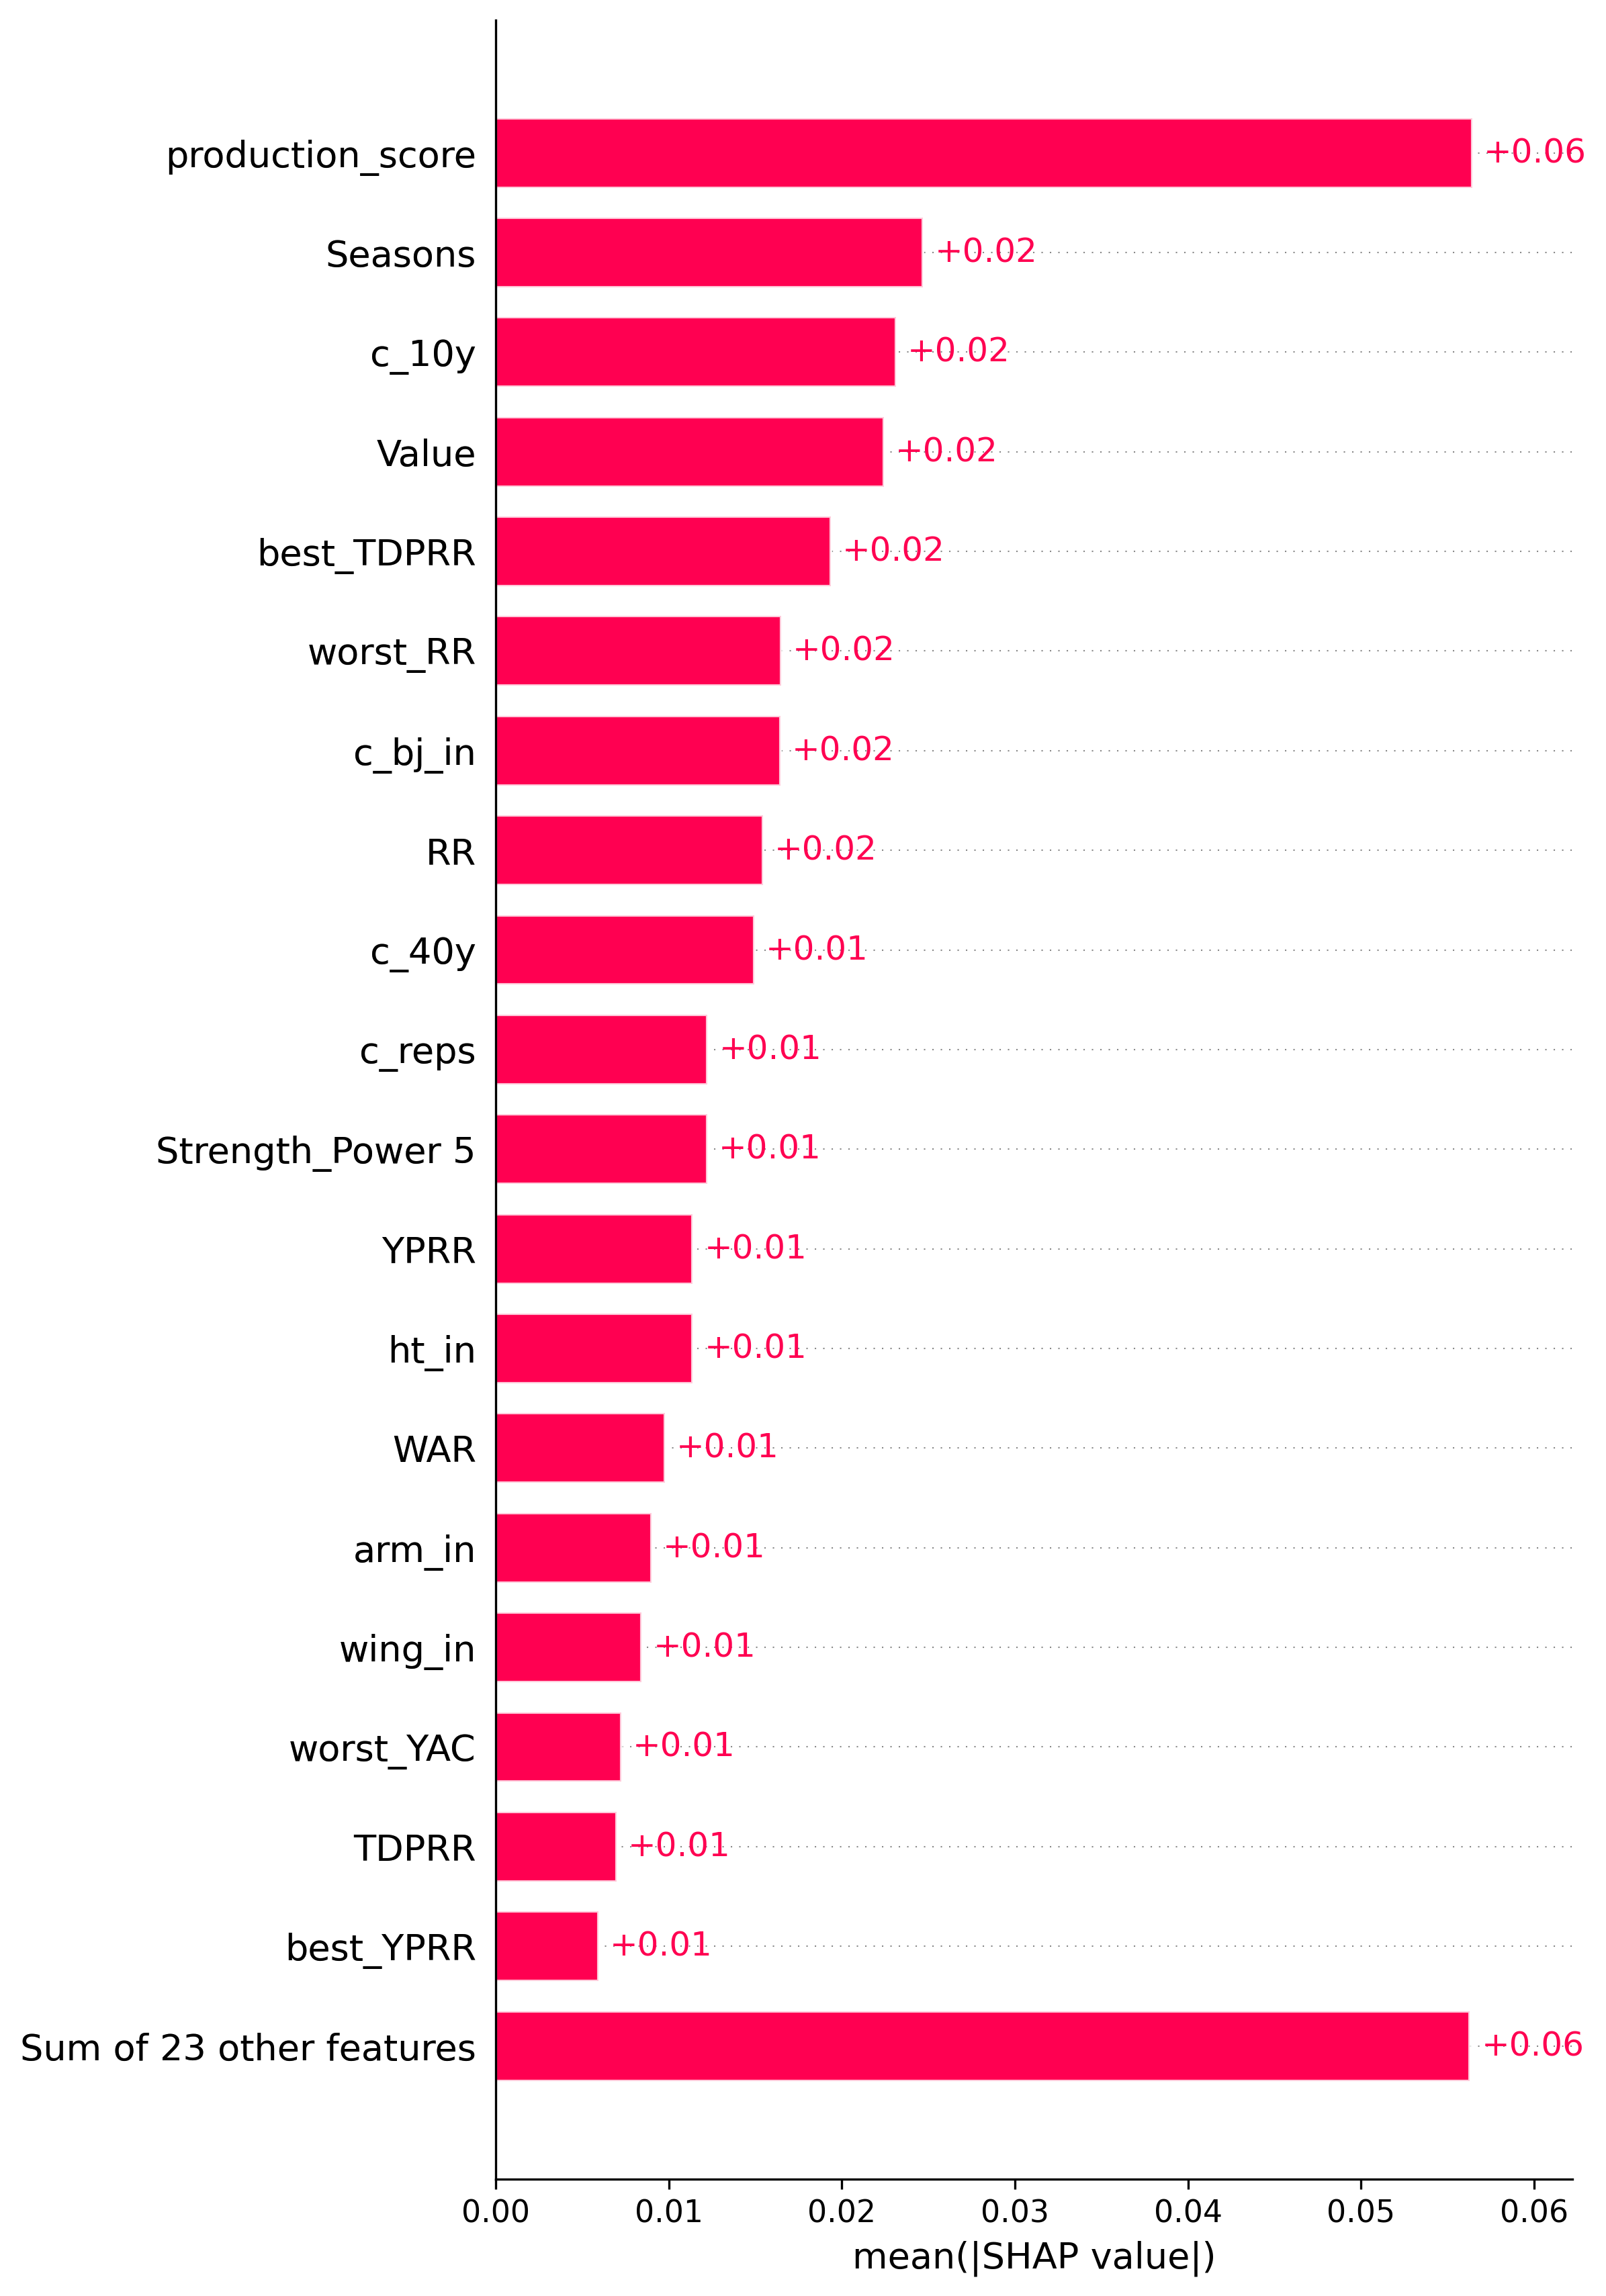 production_score +0.06
Seasons +0.02
c_10y +0.02
Value +0.02
best_TDPRR +0.02
worst_RR +0.02
c_bj_in +0.02
RR +0.02
c_40y +0.01
c_reps +0.01
Strength_Power 5 +0.01
YPRR +0.01
ht_in +0.01
WAR +0.01
arm_in +0.01
wing_in +0.01
worst_YAC +0.01
TDPRR +0.01
best_YPRR +0.01
Sum of 23 other features +0.06
0.00 0.01 0.02 0.03 0.04 0.05 0.06
mean(|SHAP value|)